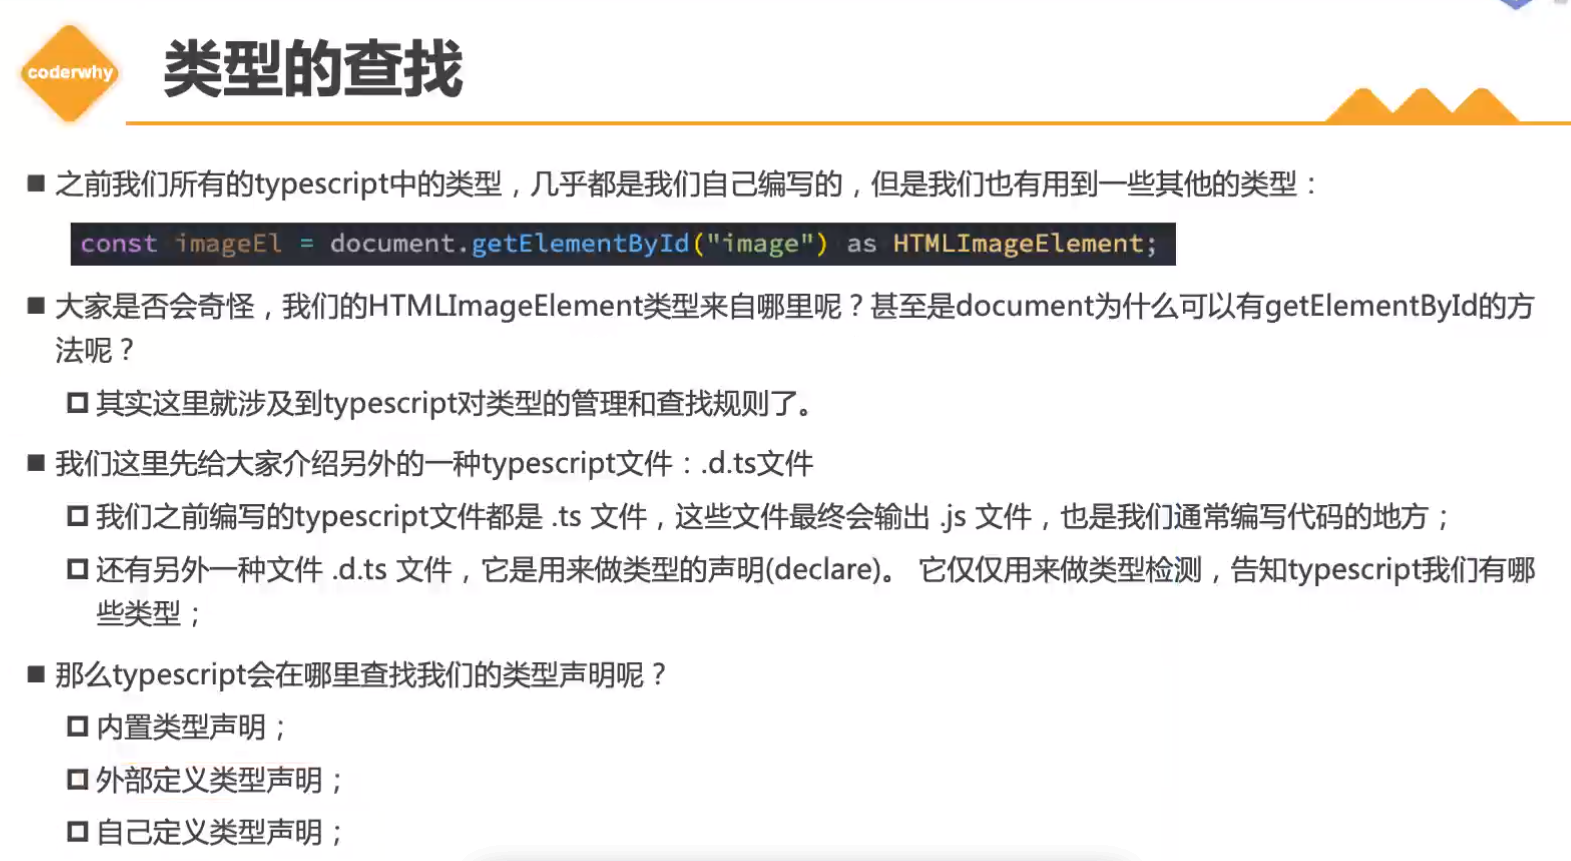 coderwhy
类型的查找
之前我们所有的typescript中的类型，几乎都是我们自己编写的，但是我们也有用到一些其他的类型：
const imageEl = document.getElementById("image") as HTMLImageElement;
大家是否会奇怪，我们的HTMLImageElement类型来自哪里呢？甚至是document为什么可以有getElementById的方
法呢？
其实这里就涉及到typescript对类型的管理和查找规则了。
我们这里先给大家介绍另外的一种typescript文件：.d.ts文件
我们之前编写的typescript文件都是 .ts 文件，这些文件最终会输出 .js 文件，也是我们通常编写代码的地方；
还有另外一种文件 .d.ts 文件，它是用来做类型的声明(declare)。 它仅仅用来做类型检测，告知typescript我们有哪
些类型；
那么typescript会在哪里查找我们的类型声明呢？
内置类型声明；
外部定义类型声明；
自己定义类型声明；